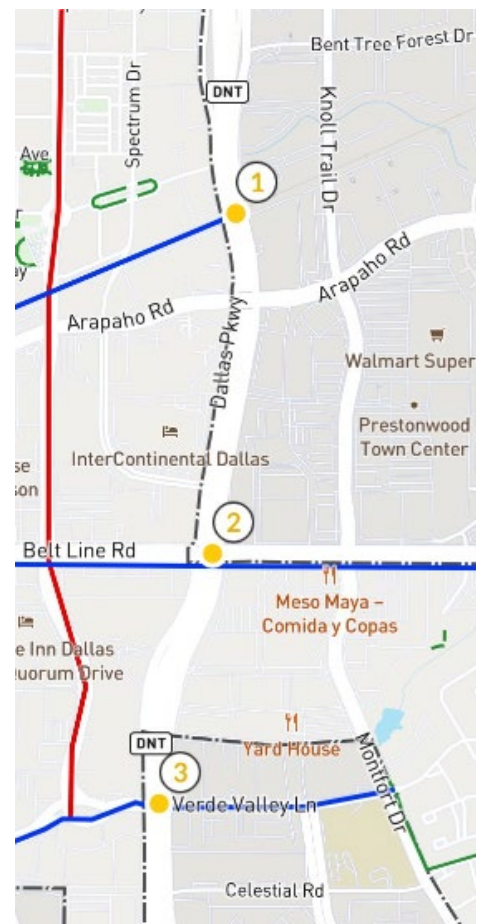 Bent Tree Forest Dr
Spectrum Dr
DNT
Knoll Trail Dr
Ave
1
Arapaho Rd
Arapaho Rd
Dallas Pkwy
Walmart Super
Prestonwood
Town Center
InterContinental Dallas
2
Belt Line Rd
Meso Maya –
Comida y Copas
e Inn Dallas
uorum Drive
DNT
Yard House
3
Verde Valley Ln
Montfort Dr
Celestial Rd